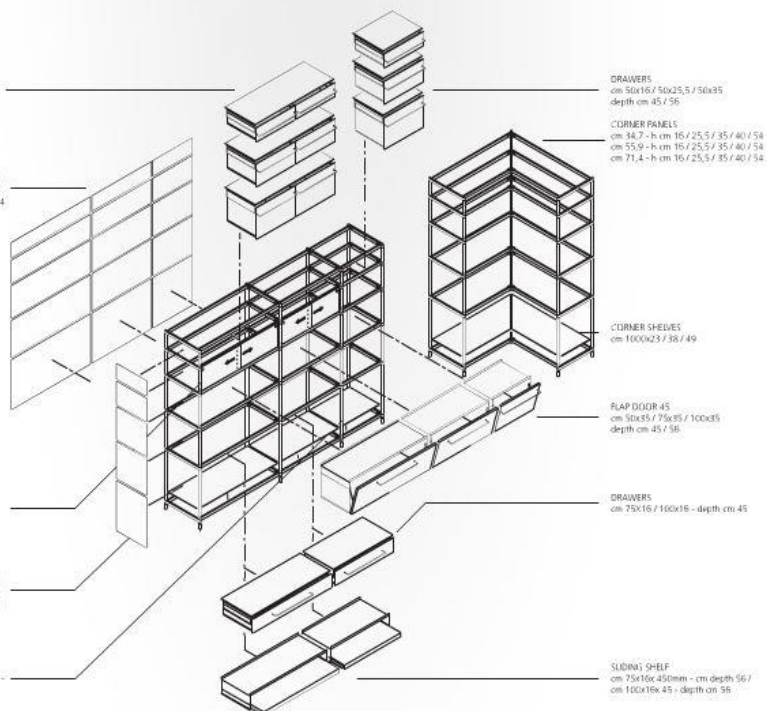 DRAWERS
cm 50x16 / 50x25,5 / 50x35
depth cm 45 / 56
CORNER PANELS
cm 34,7 - h cm 16 / 25,5 / 35 / 40 / 54
cm 55,9 - h cm 16 / 25,5 / 35 / 40 / 54
cm 71,4 - h cm 16 / 25,5 / 35 / 40 / 54
4
CORNER SHELVES
cm 1000x23 / 38 / 49
FLAP DOOR 45
cm 50x35 / 75x35 / 100x35
depth cm 45 / 56
DRAWERS
cm 75X16 / 100x16 - depth cm 45
SLIDING SHELF
cm 75x16x 450mm - cm depth 56 /
cm 100x16x 45 - depth cm 56